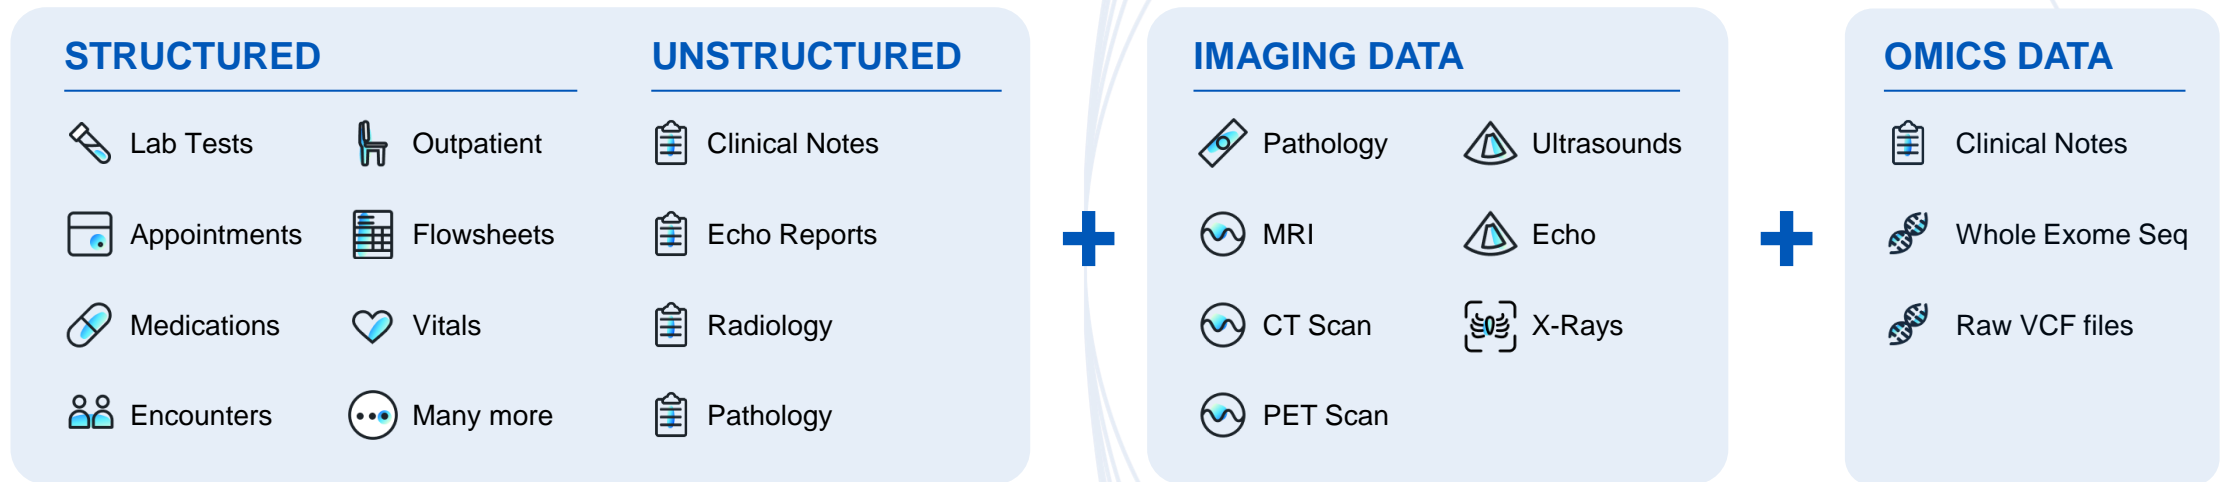 STRUCTURED
Lab Tests
Outpatient
Appointments
Flowsheets
Medications
Vitals
Encounters
Many more
UNSTRUCTURED
Clinical Notes
Echo Reports
Radiology
Pathology
+
IMAGING DATA
Pathology
Ultrasounds
MRI
Echo
CT Scan
X-Rays
PET Scan
+
OMICS DATA
Clinical Notes
Whole Exome Seq
Raw VCF files